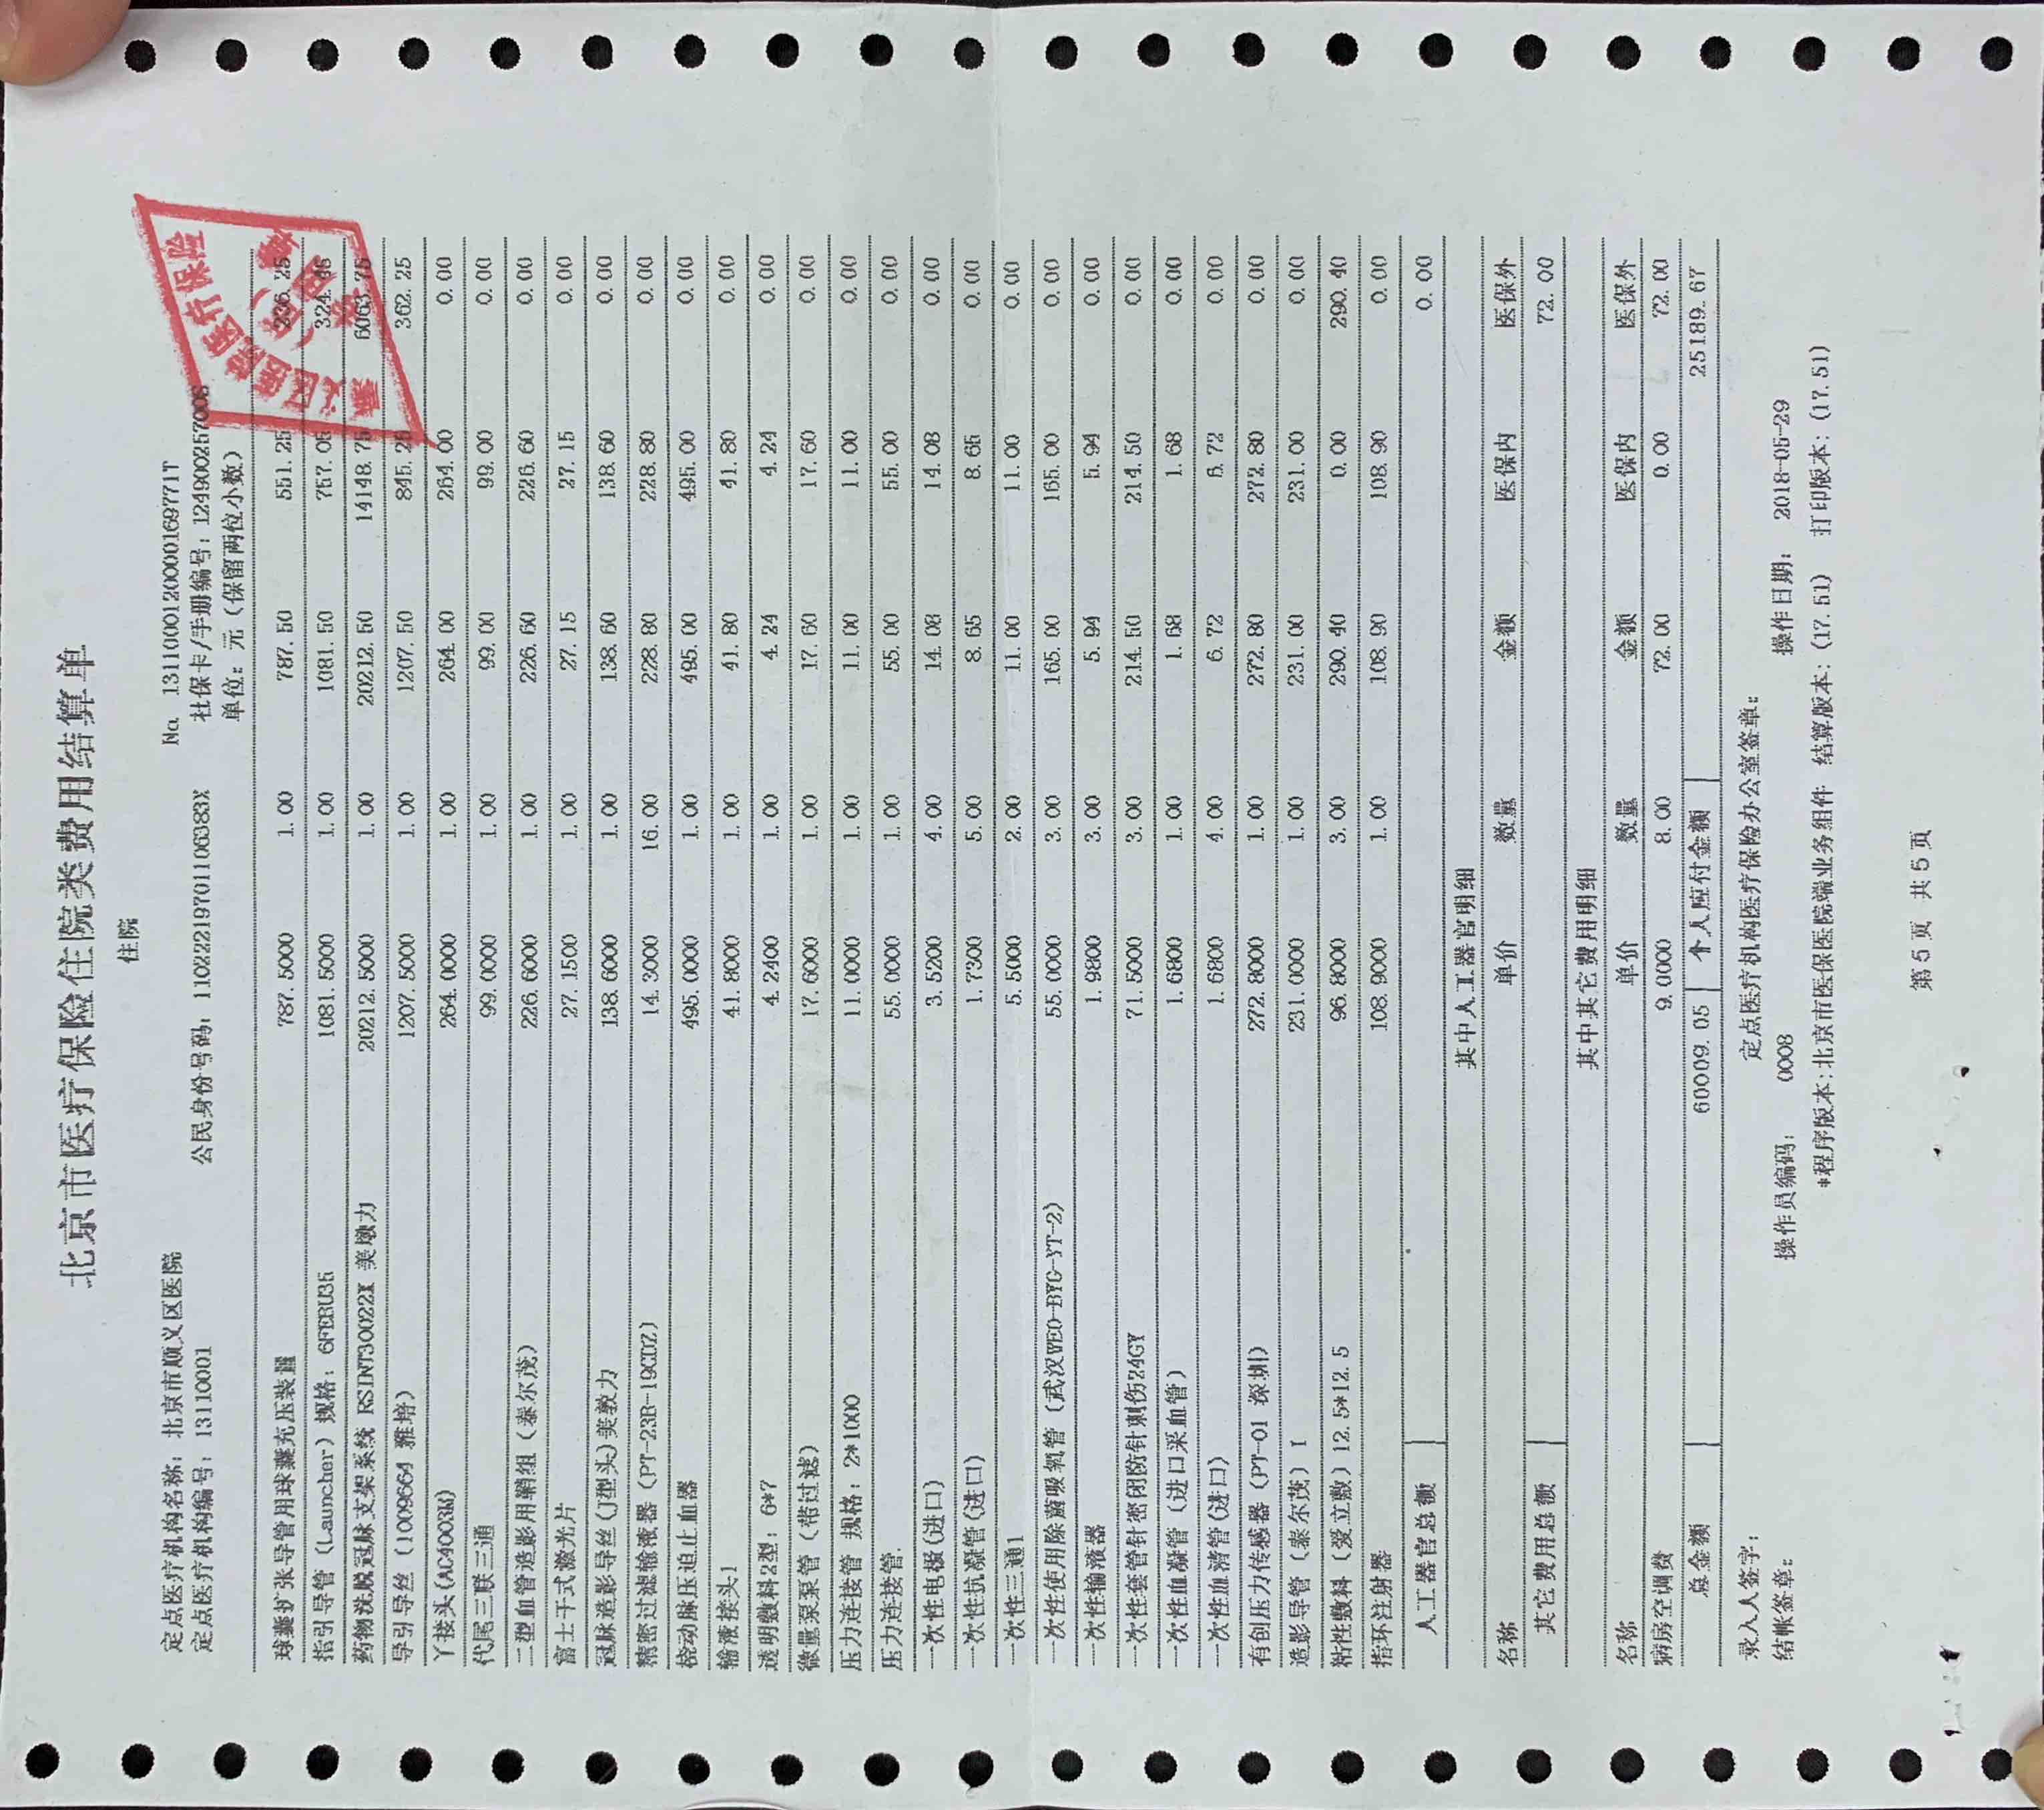 北京市医疗保险住院类费用结算单
住院
定点医疗机构名称：北京市顺义区医院 No. 1311000120000169771T
定点医疗机构编号：13110001 公民身份号码：11022219701106383X 社保卡/手册编号：124900257008
单位：元（保留两位小数）
球囊扩张导管用球囊充压装置 787.5000 1.00 787.50 551.25 236.25
指引导管（Launcher）规格：6FEBU35 1081.5000 1.00 1081.50 757.05 324.45
药物洗脱冠脉支架系统 RSINT30022X 美墩力 20212.5000 1.00 20212.50 14148.75 6063.75
导引导丝（1009664 雅培） 1207.5000 1.00 1207.50 845.25 362.25
丫接头(AC4003M) 264.0000 1.00 264.00 264.00 0.00
代尾三联三通 99.0000 1.00 99.00 99.00 0.00
二型血管造影用鞘组（泰尔茂） 226.6000 1.00 226.60 226.60 0.00
富士干式激光片 27.1500 1.00 27.15 27.15 0.00
冠脉造影导丝(J型头)美敦力 138.6000 1.00 138.60 138.60 0.00
精密过滤输液器（PT-23B-19CDZ） 14.3000 16.00 228.80 228.80 0.00
桡动脉压迫止血器 495.0000 1.00 495.00 495.00 0.00
输液接头1 41.8000 1.00 41.80 41.80 0.00
透明敷料2型：6*7 4.2400 1.00 4.24 4.24 0.00
微量泵泵管（带过滤） 17.6000 1.00 17.60 17.60 0.00
压力连接管 规格：2*1000 11.0000 1.00 11.00 11.00 0.00
压力连接管. 55.0000 1.00 55.00 55.00 0.00
一次性电极(进口) 3.5200 4.00 14.08 14.08 0.00
一次性抗凝管(进口) 1.7300 5.00 8.65 8.65 0.00
一次性三通1 5.5000 2.00 11.00 11.00 0.00
一次性使用除菌吸氧管（武汉WEO-BYG-YT-2） 55.0000 3.00 165.00 165.00 0.00
一次性输液器 1.9800 3.00 5.94 5.94 0.00
一次性套管针密闭防针刺伤24GY 71.5000 3.00 214.50 214.50 0.00
一次性血凝管（进口采血管） 1.6800 1.00 1.68 1.68 0.00
一次性血清管(进口) 1.6800 4.00 6.72 6.72 0.00
有创压力传感器（PT-01 深圳） 272.8000 1.00 272.80 272.80 0.00
造影导管（泰尔茂）I 231.0000 1.00 231.00 231.00 0.00
粘性敷料（爱立敷）12.5*12.5 96.8000 3.00 290.40 0.00 290.40
指环注射器 108.9000 1.00 108.90 108.90 0.00
人工器官总额 0.00
其中人工器官明细
名称 单价 数量 金额 医保内 医保外
其它费用总额 72.00
其中其它费用明细
名称 单价 数量 金额 医保内 医保外
病房空调费 9.0000 8.00 72.00 0.00 72.00
总金额 60009.05 个人应付金额 25189.67
录入人签字： 定点医疗机构医疗保险办公室签章：
结帐签章： 操作员编码： 0008 操作日期： 2018-05-29
*程序版本:北京市医保医院端业务组件 结算版本：(17.51) 打印版本：(17.51)
第5页 共5页